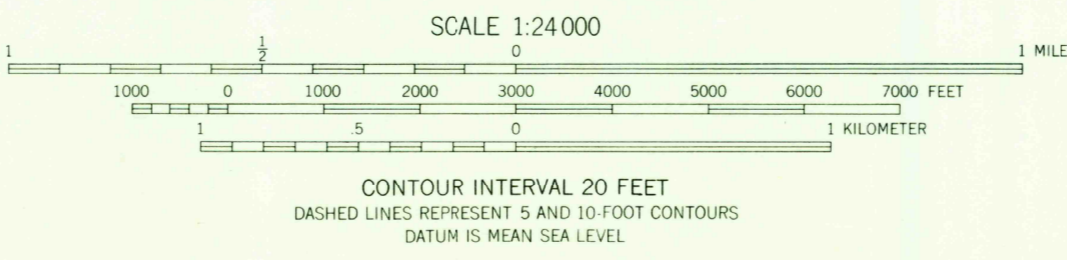 SCALE 1:24 000
1 1/2 0 1 MILE
1000 0 1000 2000 3000 4000 5000 6000 7000 FEET
1 .5 0 1 KILOMETER
CONTOUR INTERVAL 20 FEET
DASHED LINES REPRESENT 5 AND 10-FOOT CONTOURS
DATUM IS MEAN SEA LEVEL